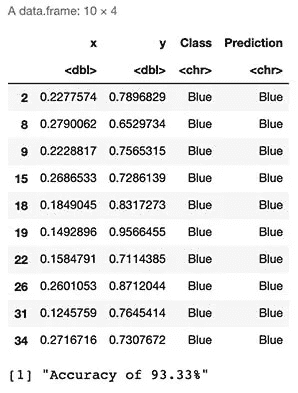 A data.frame: 10 × 4
x y Class Prediction
<dbl> <dbl> <chr> <chr>
2 0.2277574 0.7896829 Blue Blue
8 0.2790062 0.6529734 Blue Blue
9 0.2228817 0.7565315 Blue Blue
15 0.2686533 0.7286139 Blue Blue
18 0.1849045 0.8317273 Blue Blue
19 0.1492896 0.9566455 Blue Blue
22 0.1584791 0.7114385 Blue Blue
26 0.2601053 0.8712044 Blue Blue
31 0.1245759 0.7645414 Blue Blue
34 0.2716716 0.7307672 Blue Blue
[1] "Accuracy of 93.33%"